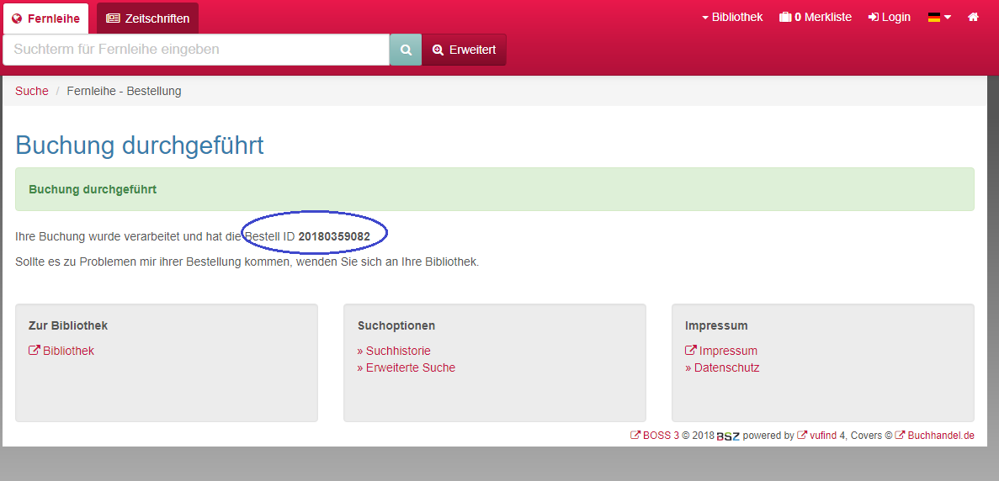 Fernleihe Zeitschriften Bibliothek 0 Merkliste Login
Suchterm für Fernleihe eingeben Erweitert
Suche / Fernleihe - Bestellung
Buchung durchgeführt
Buchung durchgeführt
Ihre Buchung wurde verarbeitet und hat die Bestell ID 20180359082
Sollte es zu Problemen mir ihrer Bestellung kommen, wenden Sie sich an Ihre Bibliothek.
Zur Bibliothek
Bibliothek
Suchoptionen
» Suchhistorie
» Erweiterte Suche
Impressum
Impressum
» Datenschutz
BOSS 3 © 2018 BSZ powered by vufind 4, Covers © Buchhandel.de